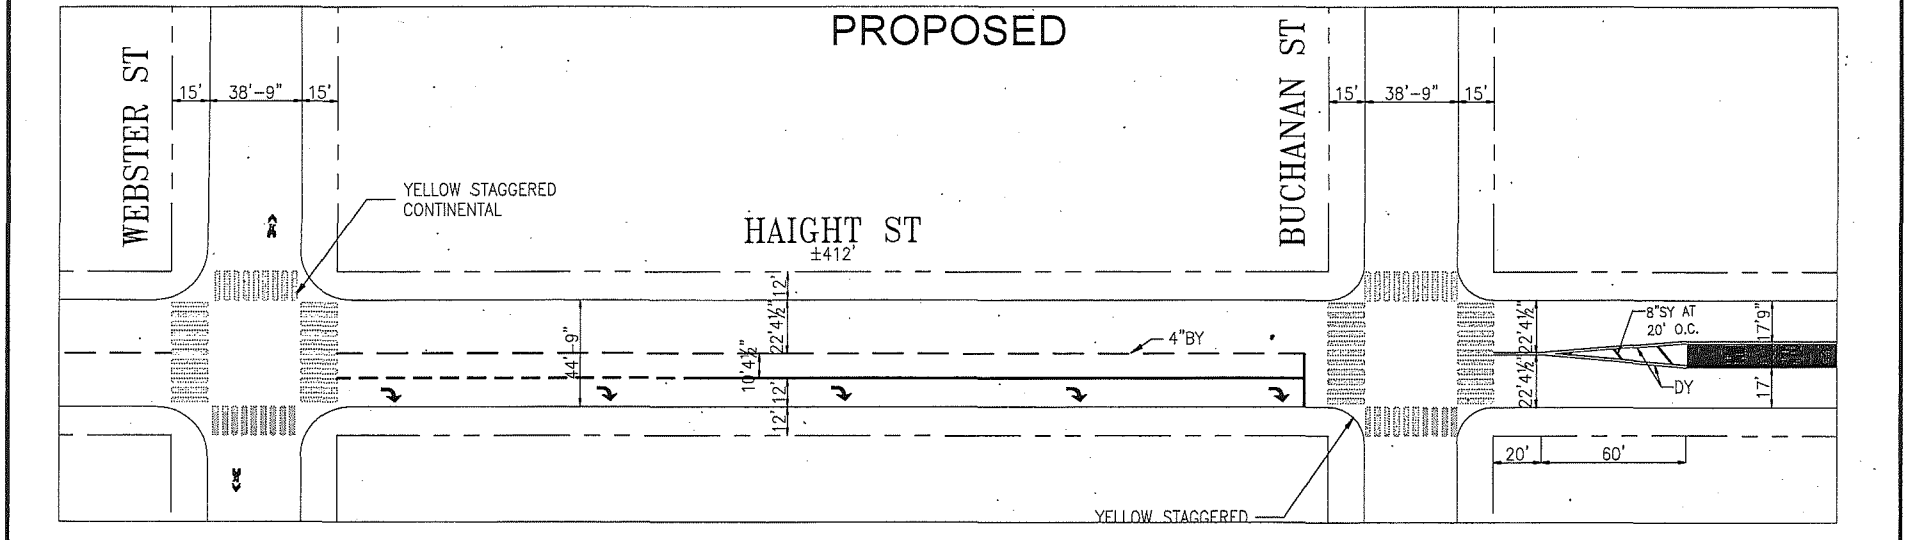 PROPOSED
WEBSTER ST
15'
38'-9"
15'
BUCHANAN ST
15'
38'-9"
15'
YELLOW STAGGERED
CONTINENTAL
HAIGHT ST
±412'
12'
22'4½"
44'-9"
10'4½"
12'
12'
4"BY
22'4½"
22'4½"
8"SY AT
20' O.C.
17'9"
DY
17'
20'
60'
YELLOW STAGGERED